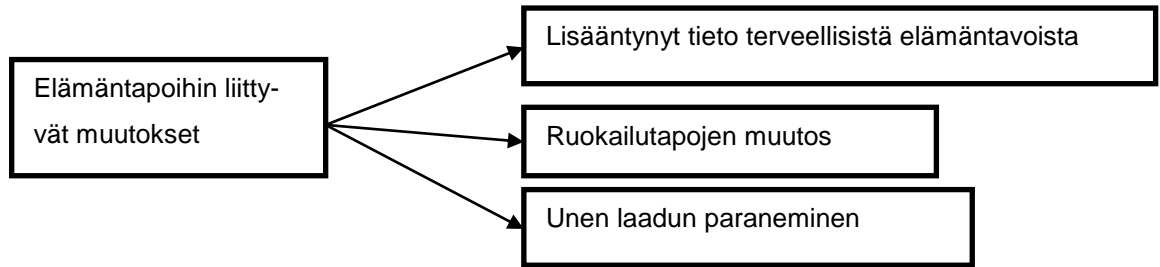 Elämäntapoihin liitty-
vät muutokset
Lisääntynyt tieto terveellisistä elämäntavoista
Ruokailutapojen muutos
Unen laadun paraneminen